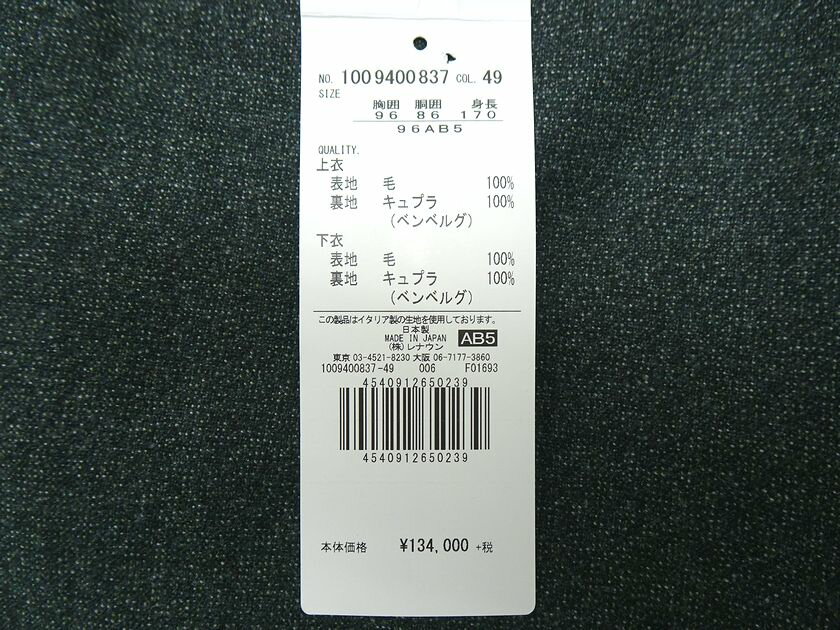 NO. 1009400837 COL. 49
SIZE
胸囲 胴囲 身長
96 86 170
96AB5
QUALITY.
上衣
表地 毛 100%
裏地 キュプラ 100%
(ベンベルグ)
下衣
表地 毛 100%
裏地 キュプラ 100%
(ベンベルグ)
この製品はイタリア製の生地を使用しております。
日本製
MADE IN JAPAN AB5
(株)レナウン
東京 03-4521-8230 大阪 06-7177-3860
1009400837-49 006 F01693
4540912650239
4540912650239
本体価格 ¥134,000 +税